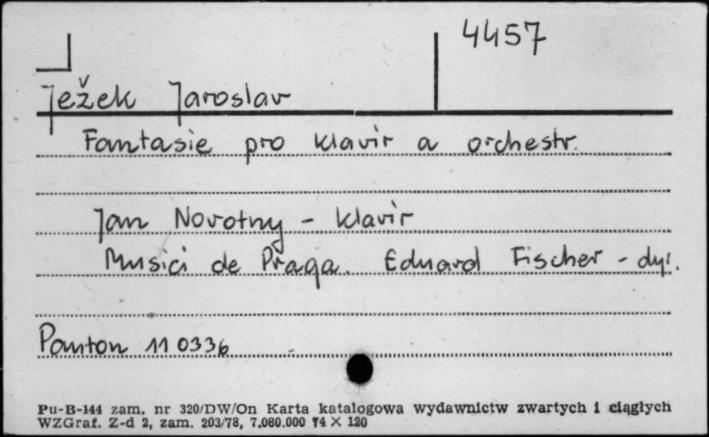 4457
Ježek Jaroslav
Fantasie pro klavír a orchestr.
Jan Novotny - klavír
Musici de Praga. Eduard Fischer - dyr.
Panton 11 0336
Pu-B-144 zam. nr 320/DW/On Karta katalogowa wydawnictw zwartych i ciągłych
WZGraf. Z-d 2, zam. 203/78, 7.080.000 74 X 120